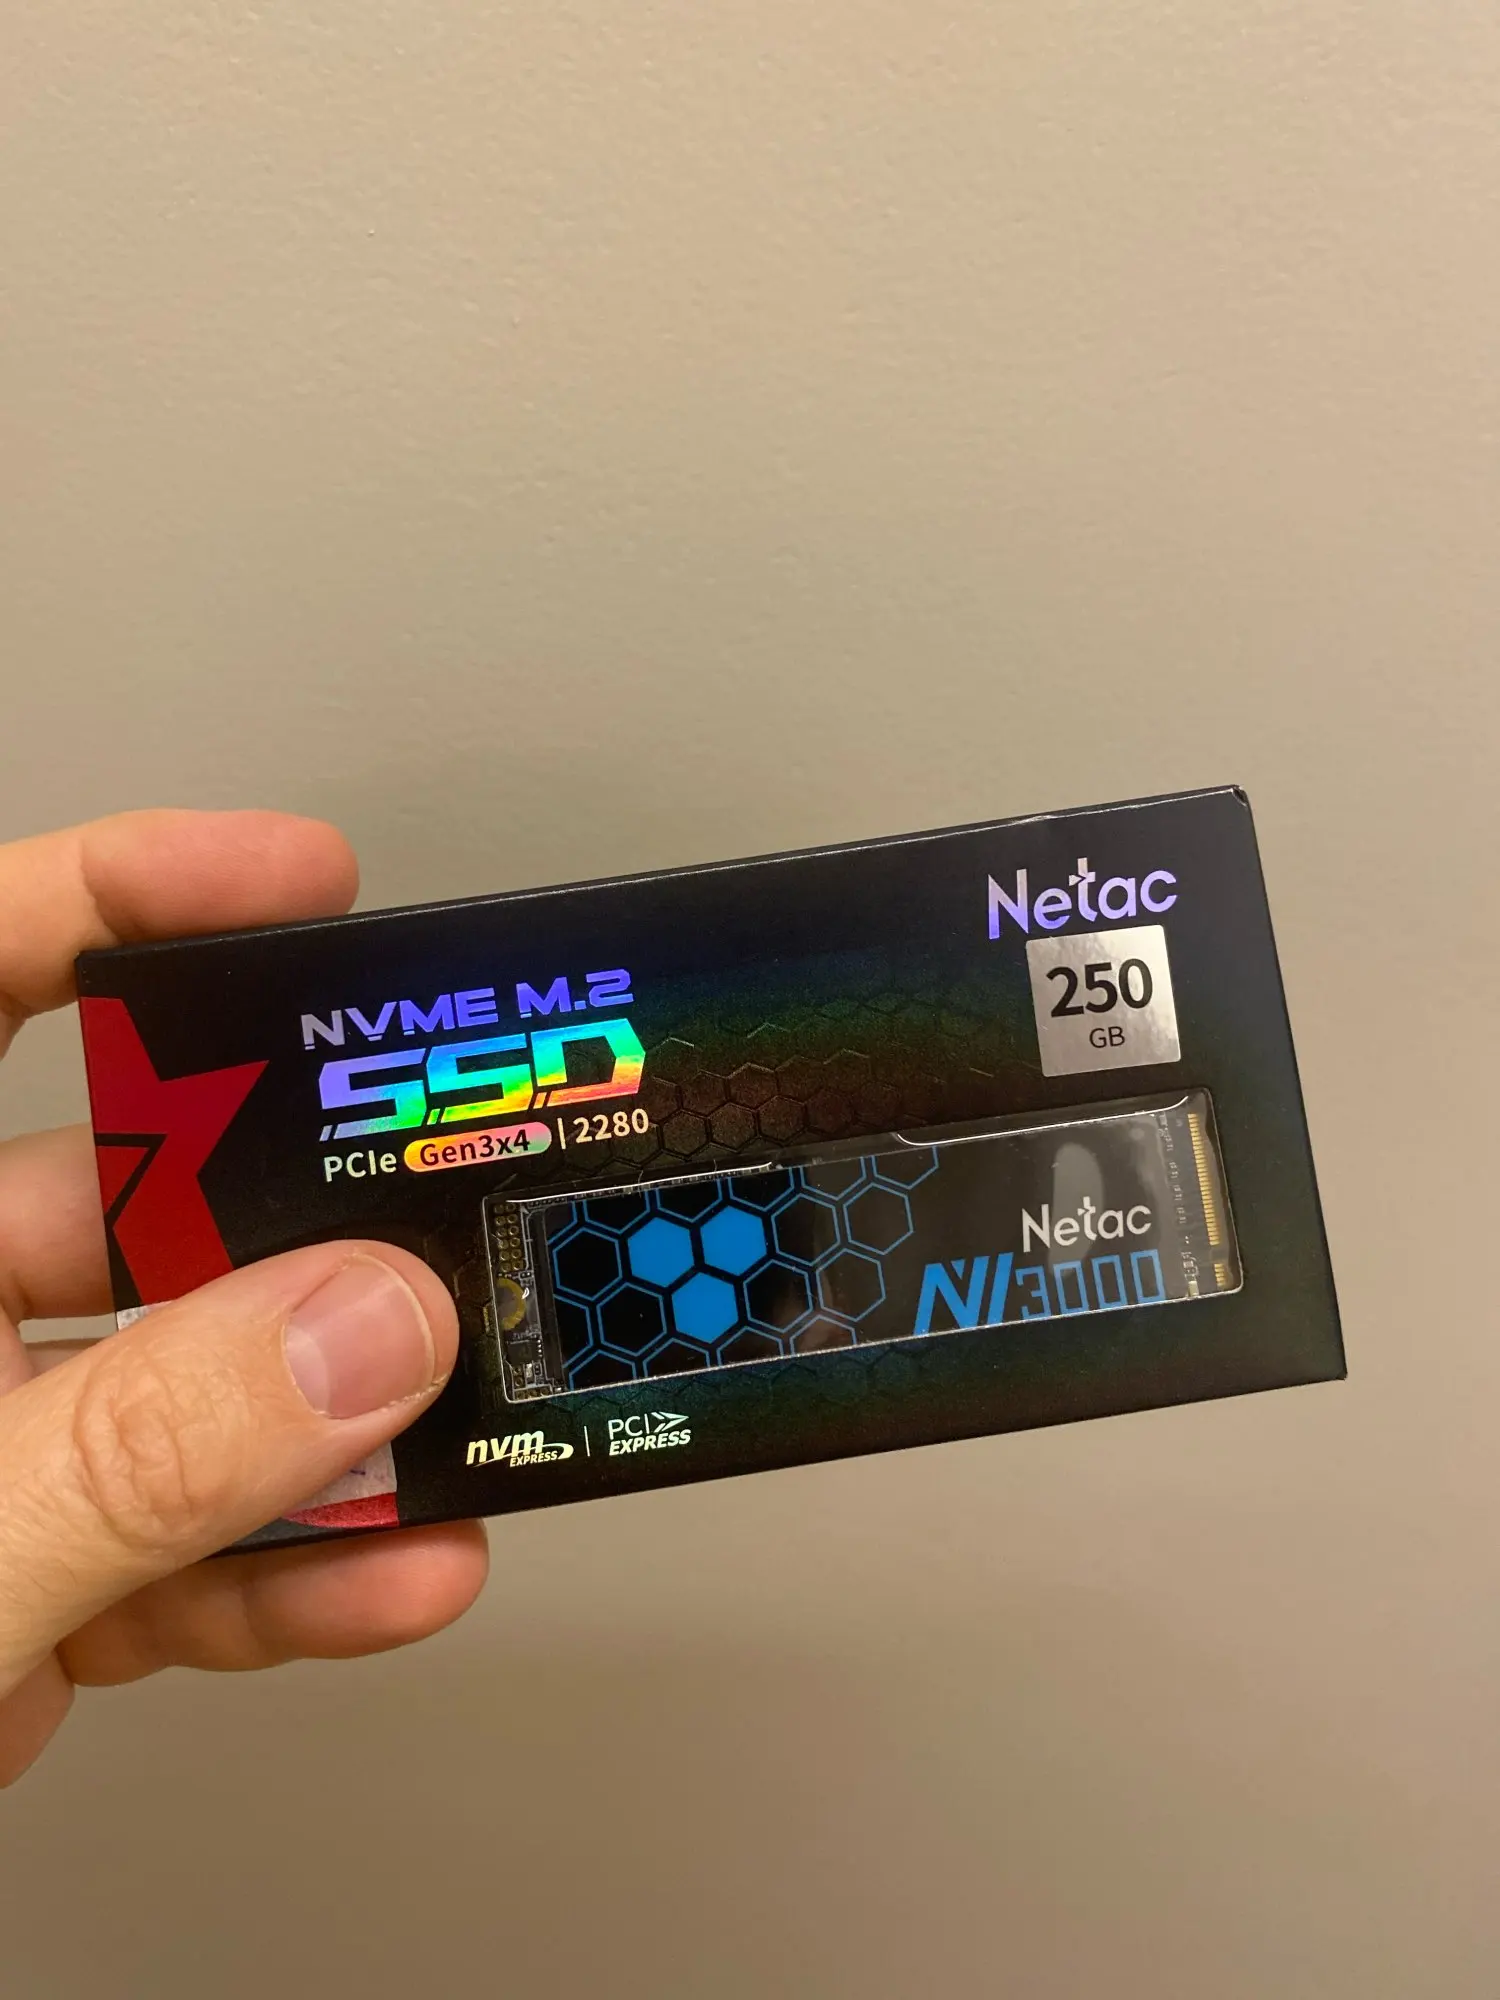 Netac
250
GB
NVME M.2
SSD
PCIe Gen3x4 | 2280
Netac
NV3000
nvm
EXPRESS
PCI
EXPRESS